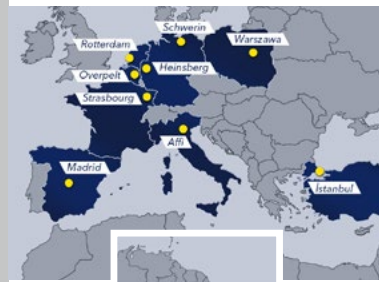 Schwerin
Rotterdam
Warszawa
Overpelt
Heinsberg
Strasbourg
Affi
Madrid
İstanbul